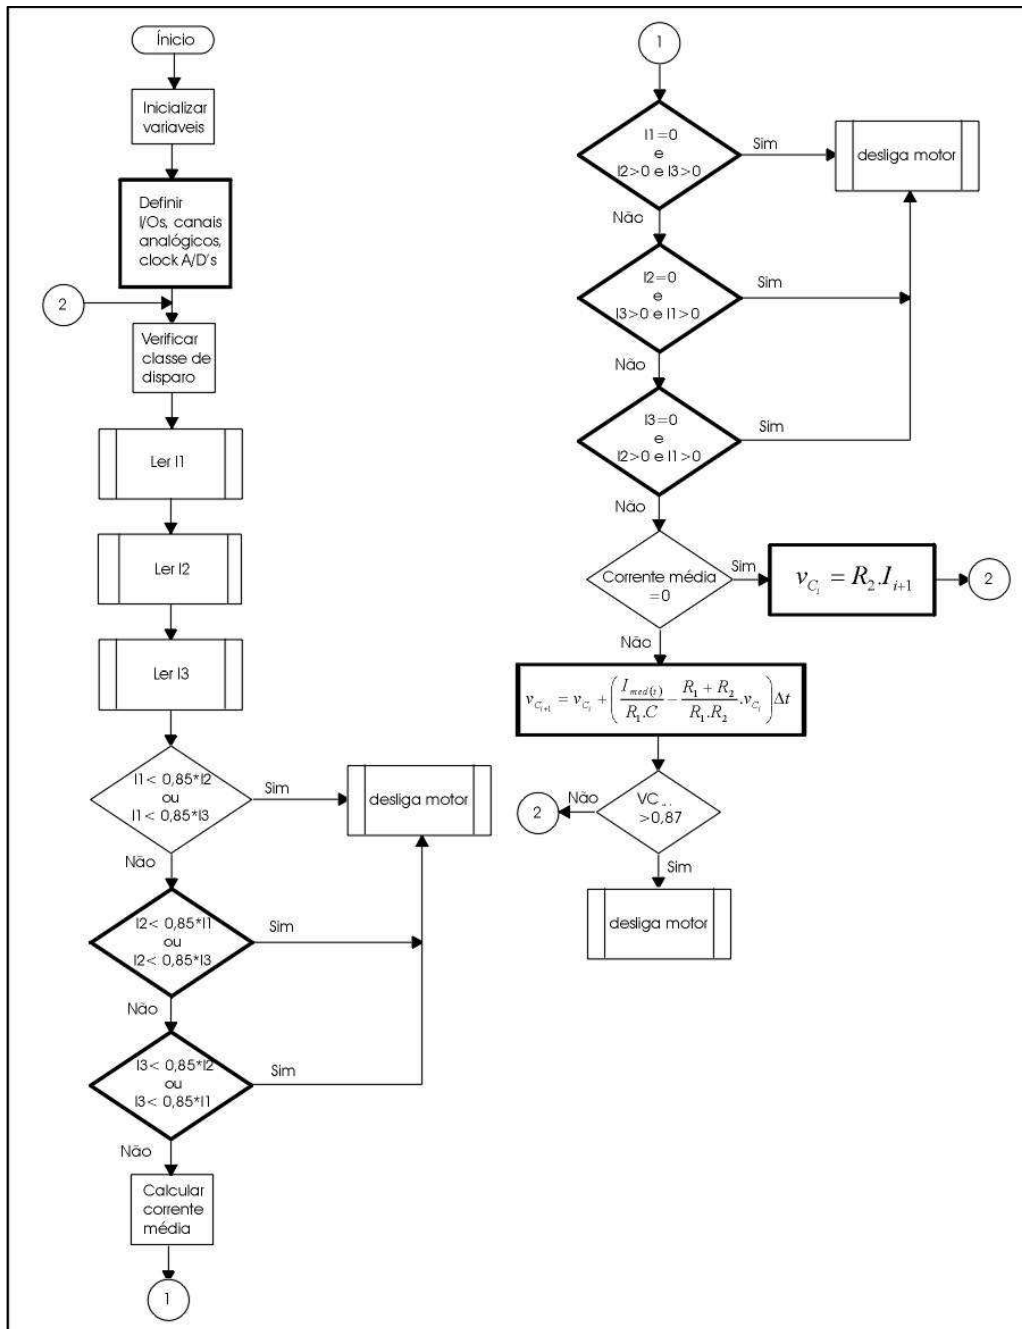 Ínicio
Inicializar
variaveis
Definir
I/Os, canais
analógicos,
clock A/D's
2
Verificar
classe de
disparo
Ler I1
Ler I2
Ler I3
I1< 0,85*I2
ou
I1< 0,85*I3
Sim
desliga motor
Não
I2< 0,85*I1
ou
I2< 0,85*I3
Sim
Não
I3< 0,85*I2
ou
I3< 0,85*I1
Sim
Não
Calcular
corrente
média
1
1
I1=0
e
I2>0 e I3>0
Sim
desliga motor
Não
I2=0
e
I3>0 e I1>0
Sim
Não
I3=0
e
I2>0 e I1>0
Sim
Não
Corrente média
=0
Sim
v_{C_i} = R_2.I_{i+1}
2
Não
v_{C_{i+1}} = v_{C_i} + \left( \frac{I_{med(t)}}{R_1.C} - \frac{R_1 + R_2}{R_1.R_2}.v_{C_i} \right) \Delta t
VC
>0,87
Não
2
Sim
desliga motor